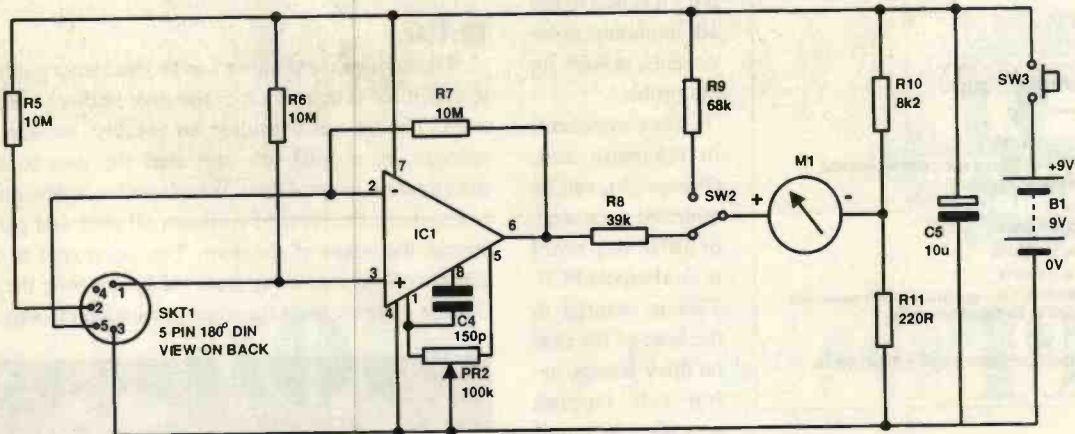 R5
10M
R6
10M
R7
10M
7
2
6
IC1
3
+
8
5
1
4
C4
150p
PR2
100k
4
1
2
5
3
SKT1
5 PIN 180° DIN
VIEW ON BACK
R8
39k
R9
68k
SW2
M1
+
-
R10
8k2
R11
220R
C5
10u
SW3
+9V
B1
9V
0V